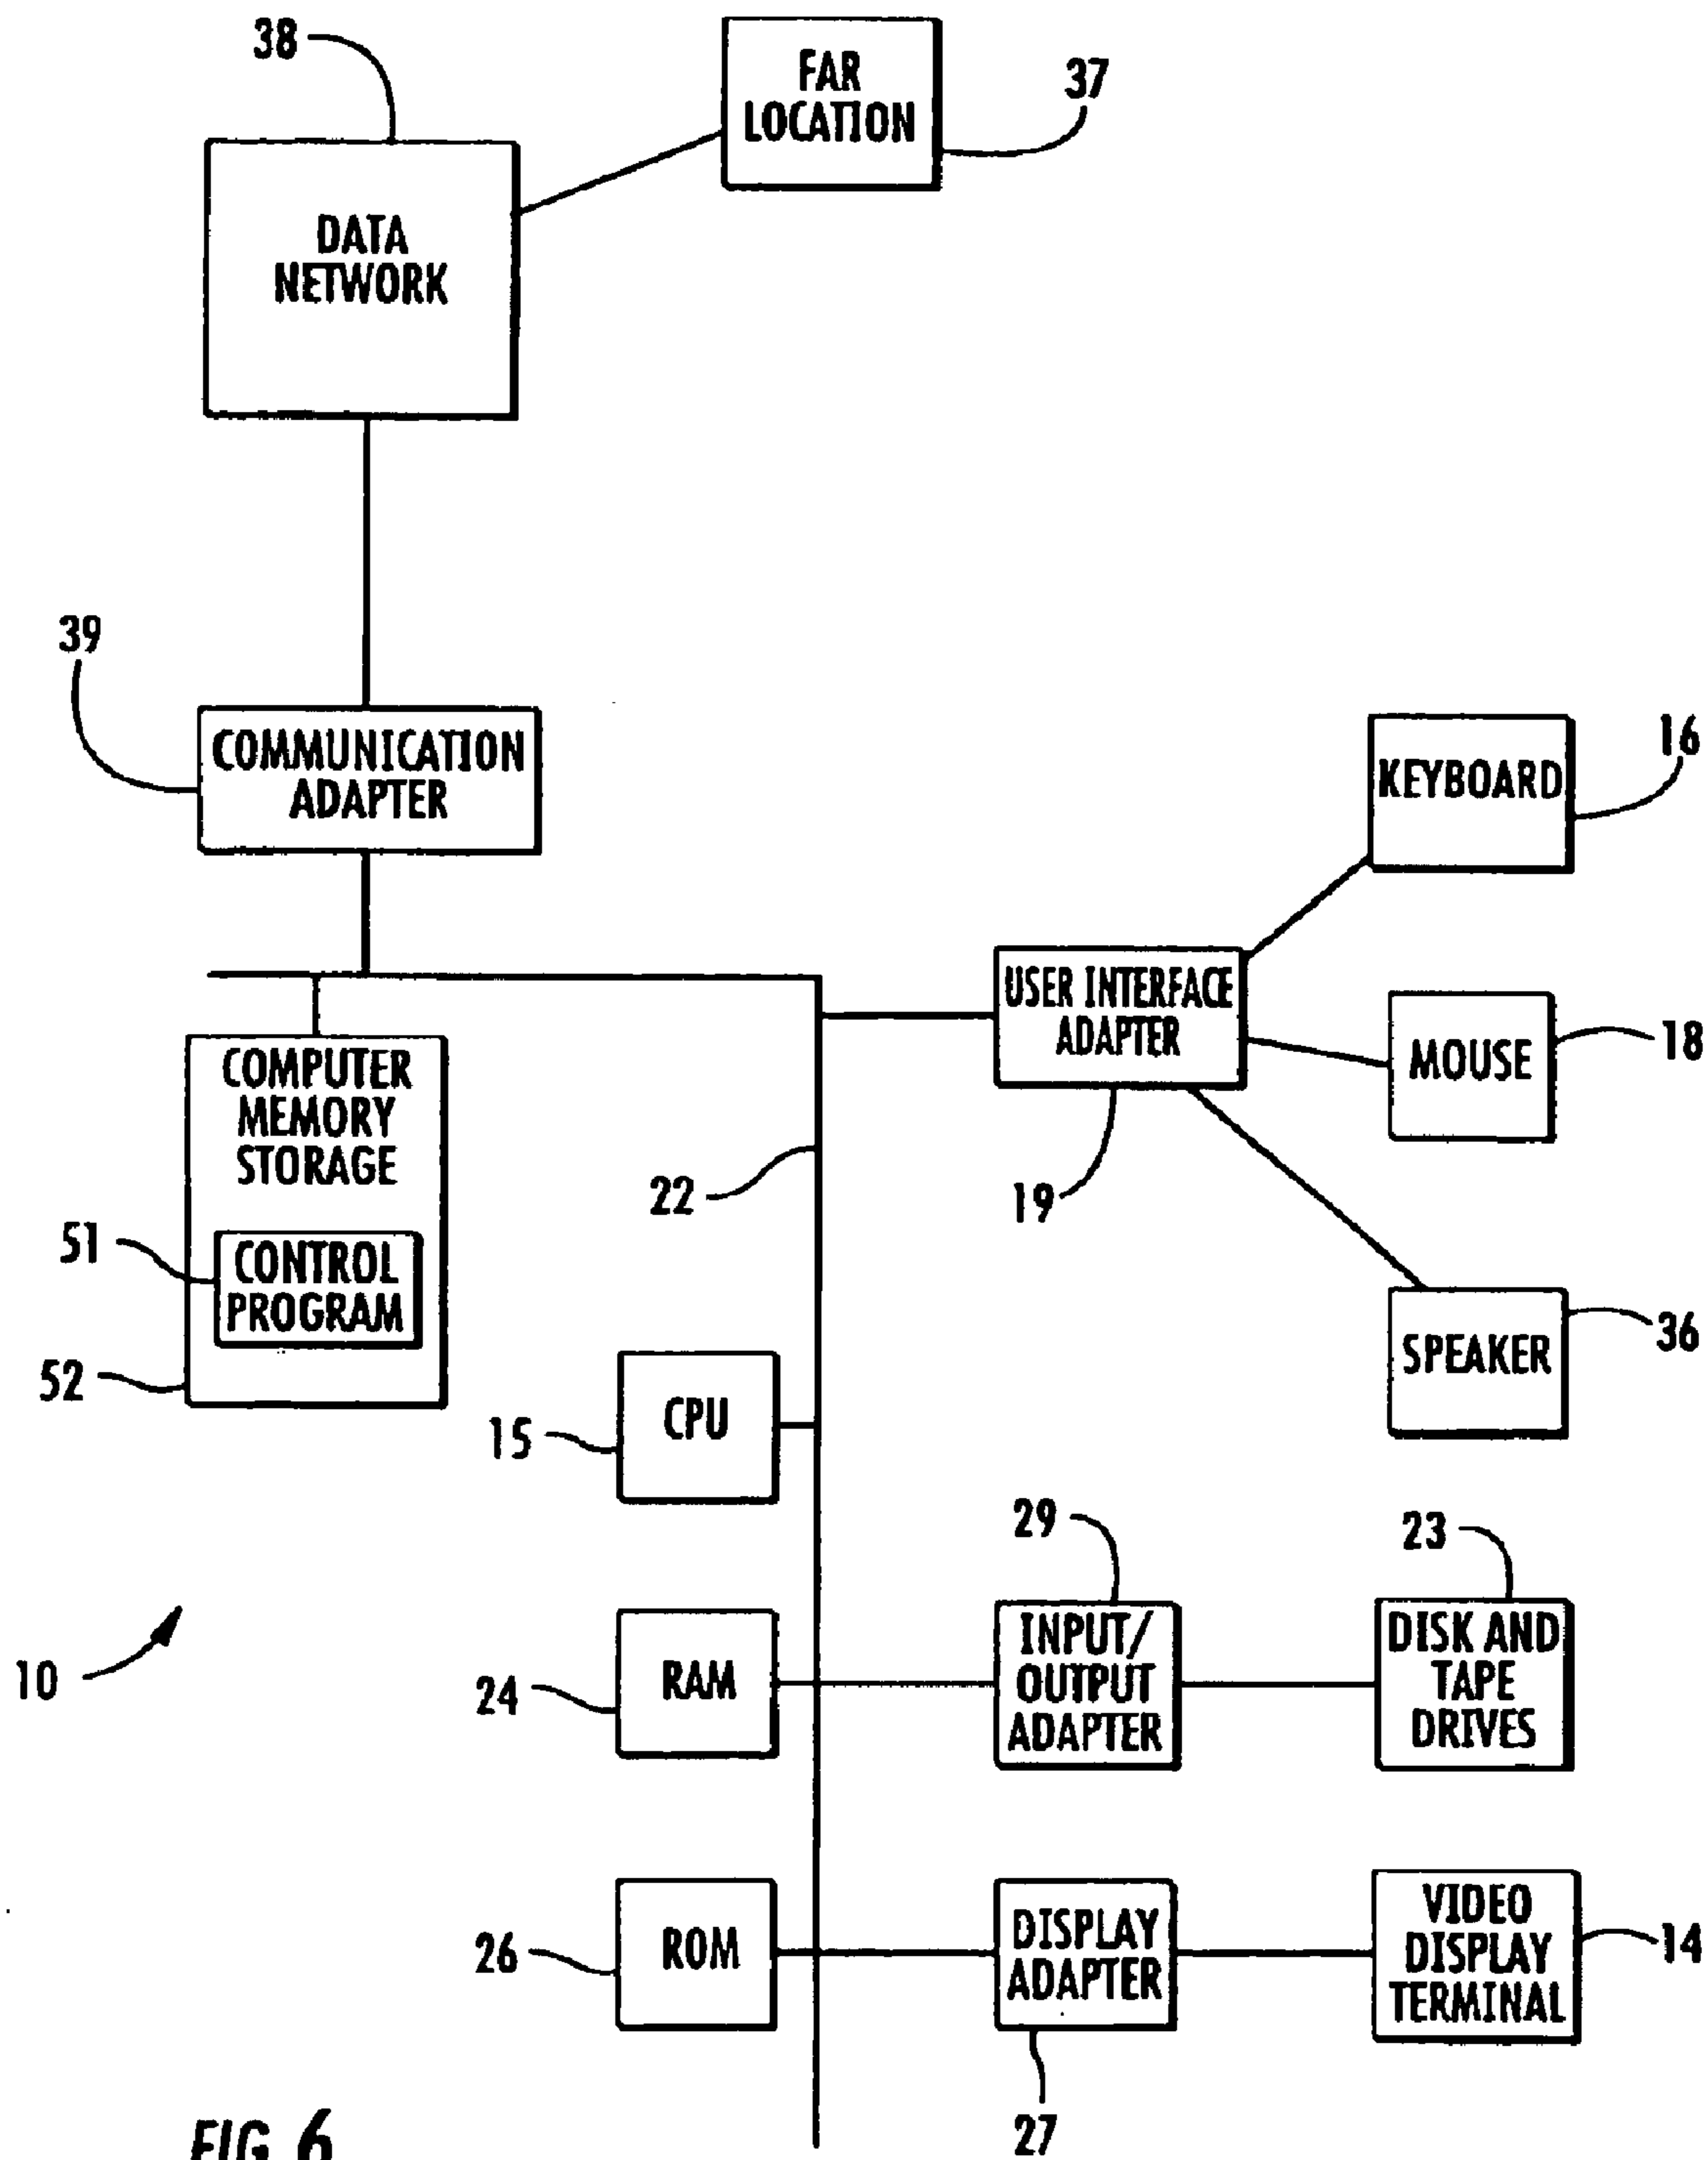 38
FAR
LOCATION
37
DATA
NETWORK
39
COMMUNICATION
ADAPTER
KEYBOARD
16
USER INTERFACE
ADAPTER
MOUSE
18
19
COMPUTER
MEMORY
STORAGE
22
51
CONTROL
PROGRAM
52
SPEAKER
36
15
CPU
29
23
10
24
RAM
INPUT/
OUTPUT
ADAPTER
DISK AND
TAPE
DRIVES
26
ROM
DISPLAY
ADAPTER
VIDEO
DISPLAY
TERMINAL
14
27
FIG. 6